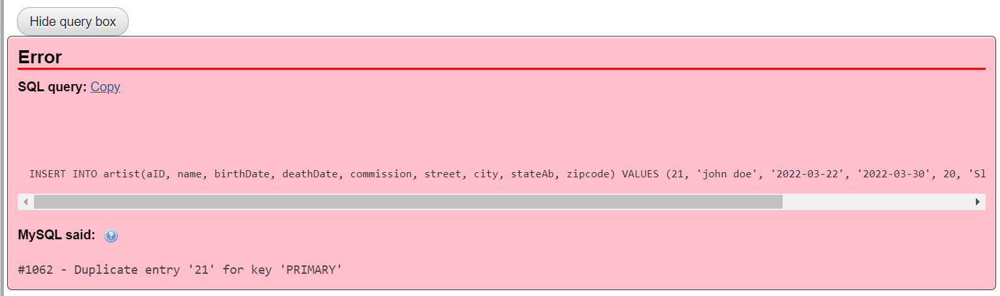 Hide query box
Error
SQL query: Copy
INSERT INTO artist(aID, name, birthDate, deathDate, commission, street, city, stateAb, zipcode) VALUES (21, 'john doe', '2022-03-22', '2022-03-30', 20, 'Sl
MySQL said:
#1062 - Duplicate entry '21' for key 'PRIMARY'